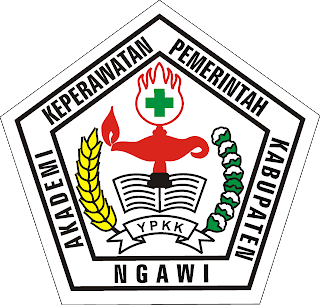 AKADEMI KEPERAWATAN PEMERINTAH KABUPATEN
NGAWI
YPKK